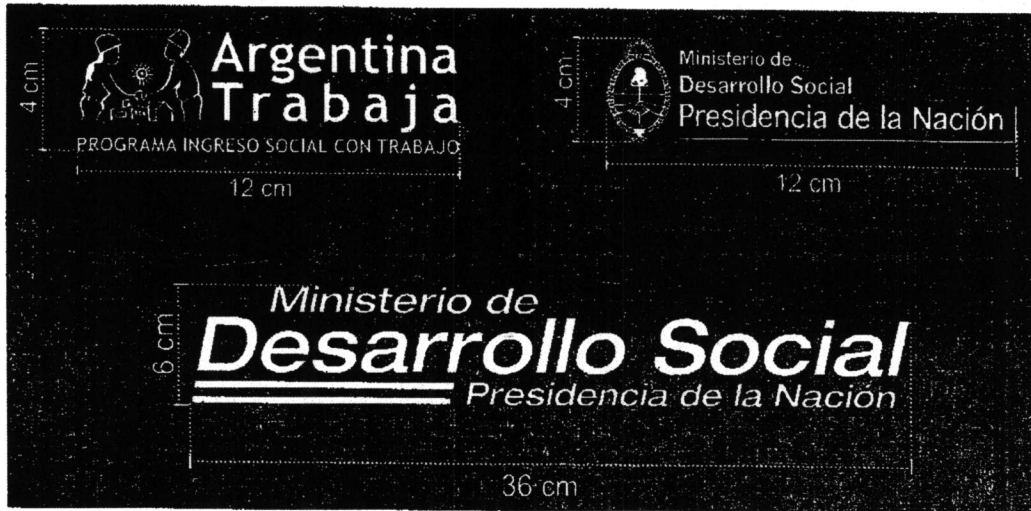 4 cm
Argentina
Trabaja
PROGRAMA INGRESO SOCIAL CON TRABAJO
12 cm
4 cm
Ministerio de
Desarrollo Social
Presidencia de la Nación
12 cm
6 cm
Ministerio de
Desarrollo Social
Presidencia de la Nación
36 cm